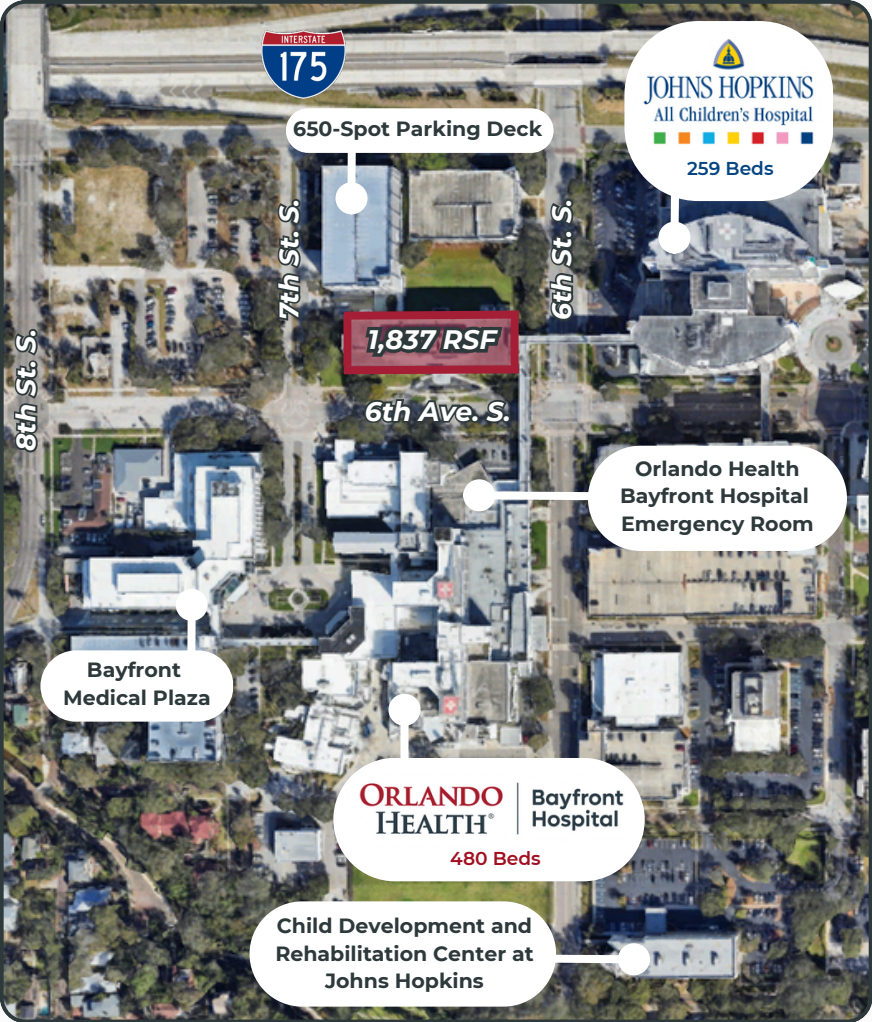 INTERSTATE
175
JOHNS HOPKINS
All Children's Hospital
259 Beds
650-Spot Parking Deck
7th St. S.
6th St. S.
8th St. S.
1,837 RSF
6th Ave. S.
Orlando Health
Bayfront Hospital
Emergency Room
Bayfront
Medical Plaza
ORLANDO
HEALTH®
Bayfront
Hospital
480 Beds
Child Development and
Rehabilitation Center at
Johns Hopkins